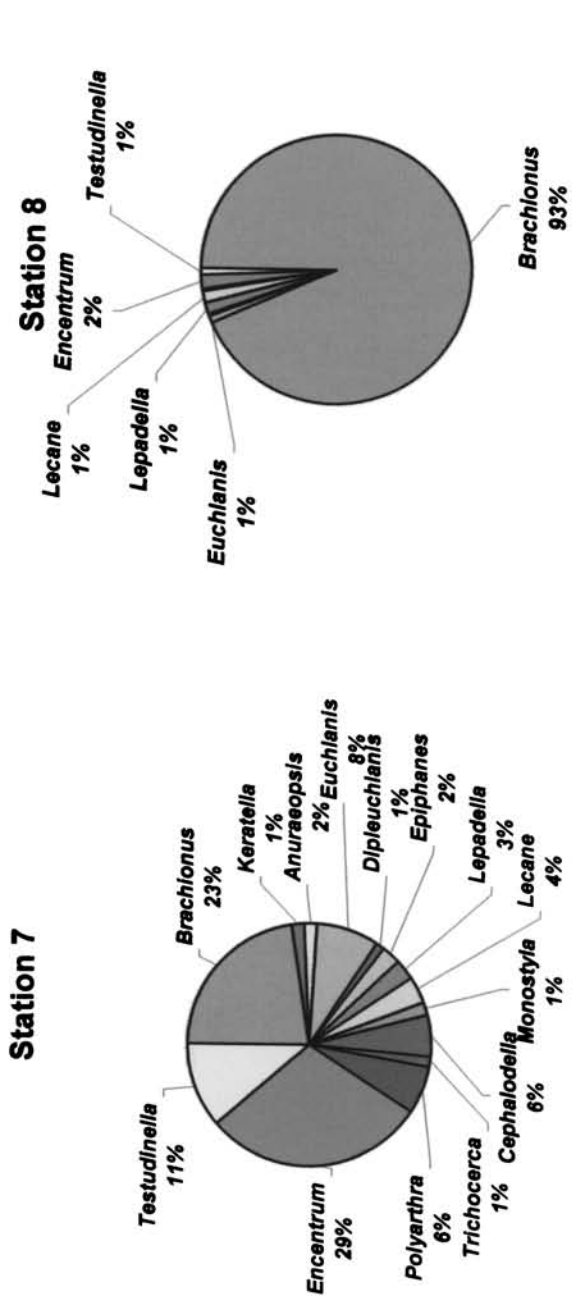 Station 7
Brachionus
23%
Keratella
1%
Anuraeopsis
2%
Euchlanis
8%
Dipleuchlanis
1%
Epiphanes
2%
Lepadella
3%
Lecane
4%
Monostyla
1%
Cephalodella
6%
Trichocerca
1%
Polyarthra
6%
Encentrum
29%
Testudinella
11%
Station 8
Testudinella
1%
Encentrum
2%
Lecane
1%
Lepadella
1%
Euchlanis
1%
Brachionus
93%